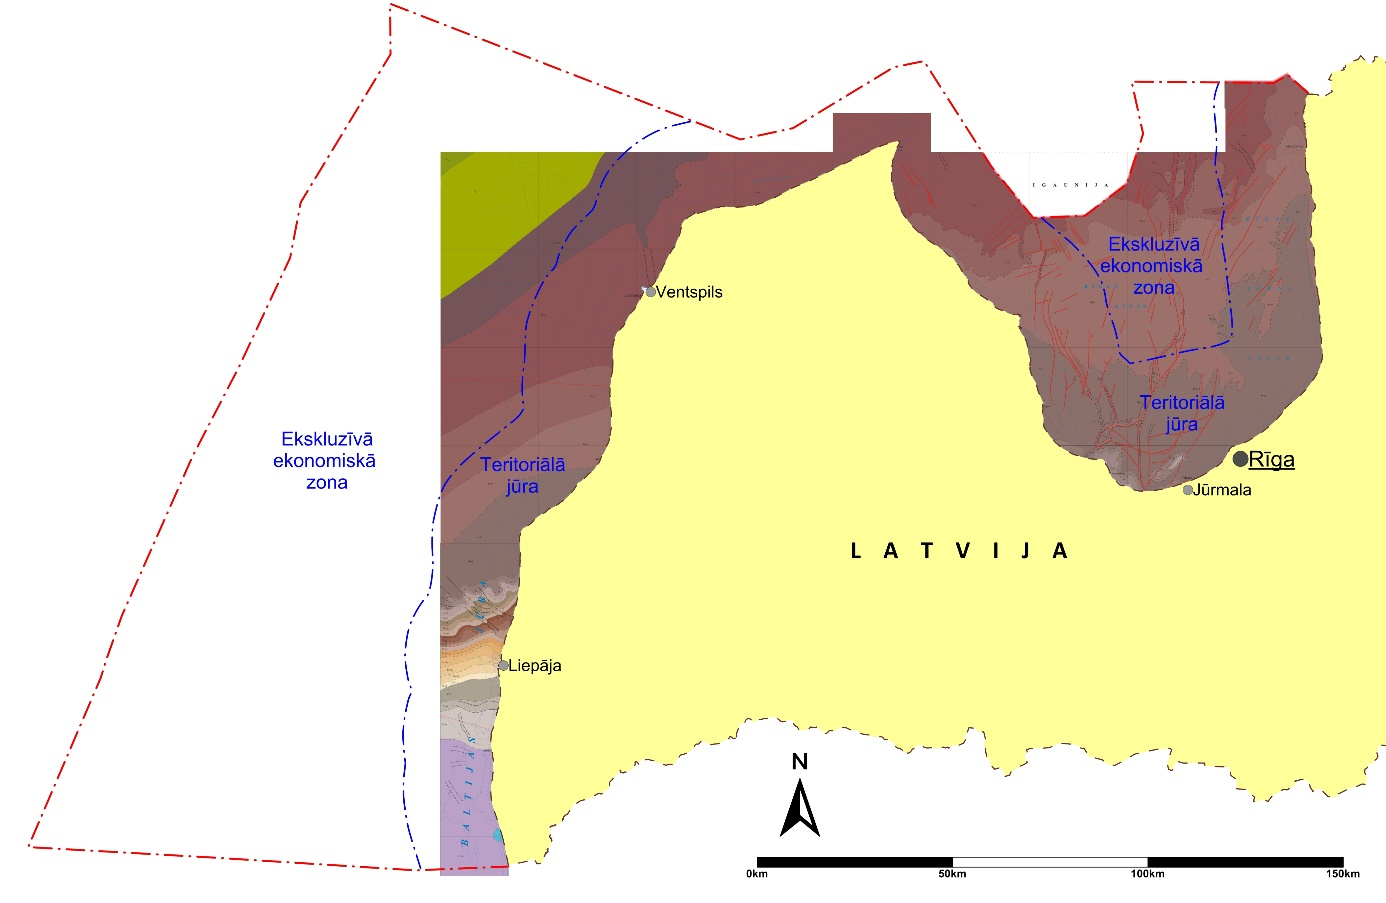 I G A U N I J A
Ekskluzīvā
ekonomiskā
zona
Ventspils
Teritoriālā
jūra
Ekskluzīvā
ekonomiskā
zona
Teritoriālā
jūra
Rīga
Jūrmala
L A T V I J A
Liepāja
B A L T I J A S
J Ū R A
N
0km
50km
100km
150km